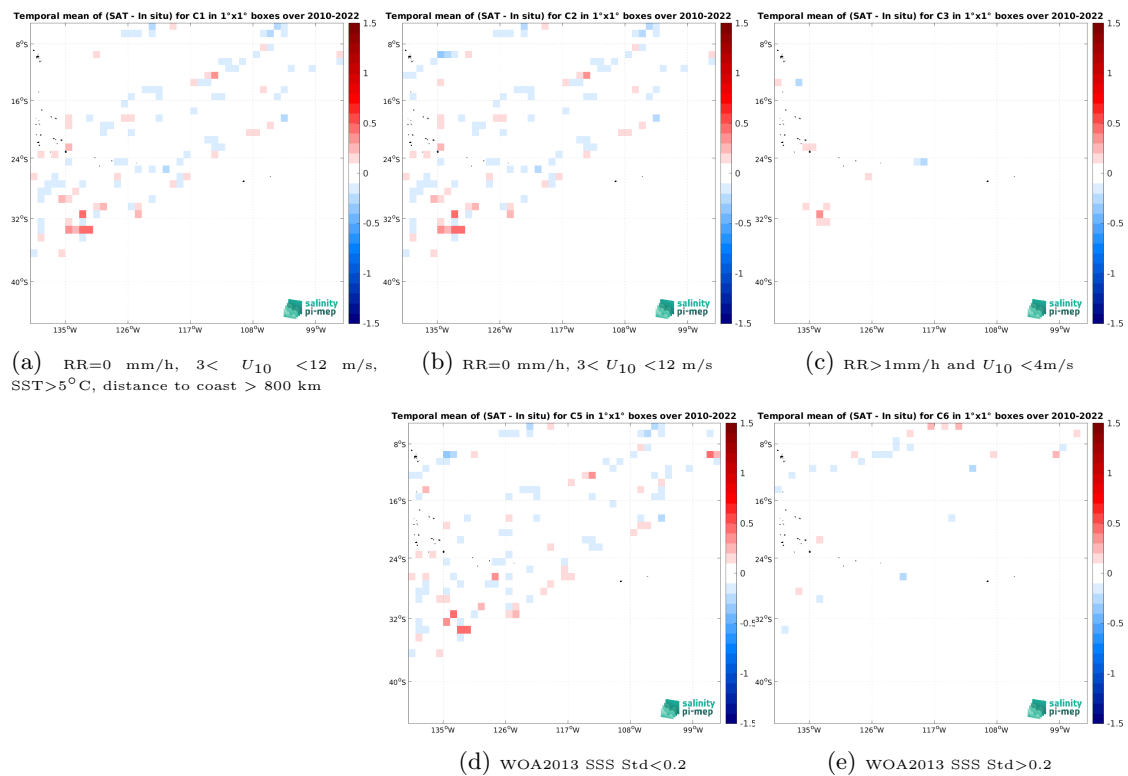 Temporal mean of (SAT - In situ) for C1 in 1°x1° boxes over 2010-2022
8°S
16°S
24°S
32°S
40°S
135°W
126°W
117°W
108°W
99°W
1.5
1
0.5
0
-0.5
-1
-1.5
salinity
pi-mep
(a) RR=0 mm/h, 3< U10 <12 m/s,
SST>5°C, distance to coast > 800 km
Temporal mean of (SAT - In situ) for C2 in 1°x1° boxes over 2010-2022
8°S
16°S
24°S
32°S
40°S
135°W
126°W
117°W
108°W
99°W
1.5
1
0.5
0
-0.5
-1
-1.5
salinity
pi-mep
(b) RR=0 mm/h, 3< U10 <12 m/s
Temporal mean of (SAT - In situ) for C3 in 1°x1° boxes over 2010-2022
8°S
16°S
24°S
32°S
40°S
135°W
126°W
117°W
108°W
99°W
1.5
1
0.5
0
-0.5
-1
-1.5
salinity
pi-mep
(c) RR>1mm/h and U10 <4m/s
Temporal mean of (SAT - In situ) for C5 in 1°x1° boxes over 2010-2022
8°S
16°S
24°S
32°S
40°S
135°W
126°W
117°W
108°W
99°W
1.5
1
0.5
0
-0.5
-1
-1.5
salinity
pi-mep
(d) WOA2013 SSS Std<0.2
Temporal mean of (SAT - In situ) for C6 in 1°x1° boxes over 2010-2022
8°S
16°S
24°S
32°S
40°S
135°W
126°W
117°W
108°W
99°W
1.5
1
0.5
0
-0.5
-1
-1.5
salinity
pi-mep
(e) WOA2013 SSS Std>0.2